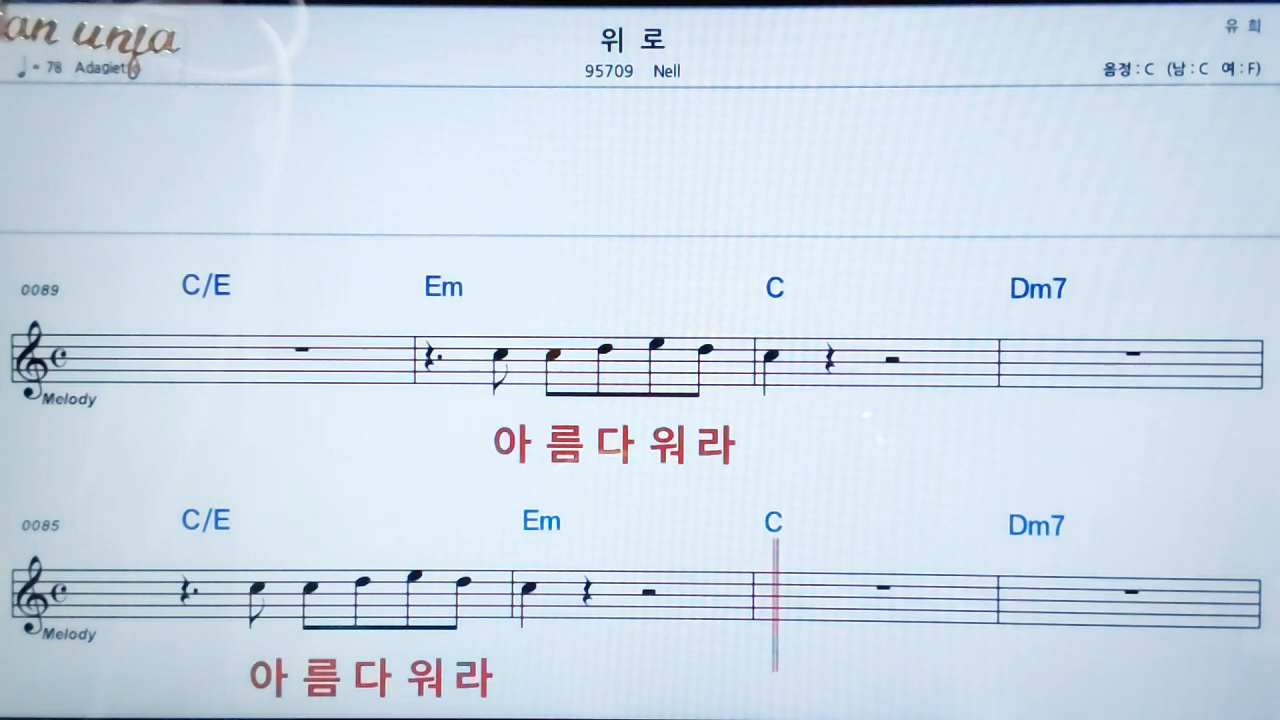 an unja
위 로
유 희
♩= 78 Adagietto
95709 Nell
음정 : C (남 : C 여 : F)
0089 C/E Em C Dm7
Melody
아 름 다 워 라
0085 C/E Em C Dm7
Melody
아 름 다 워 라